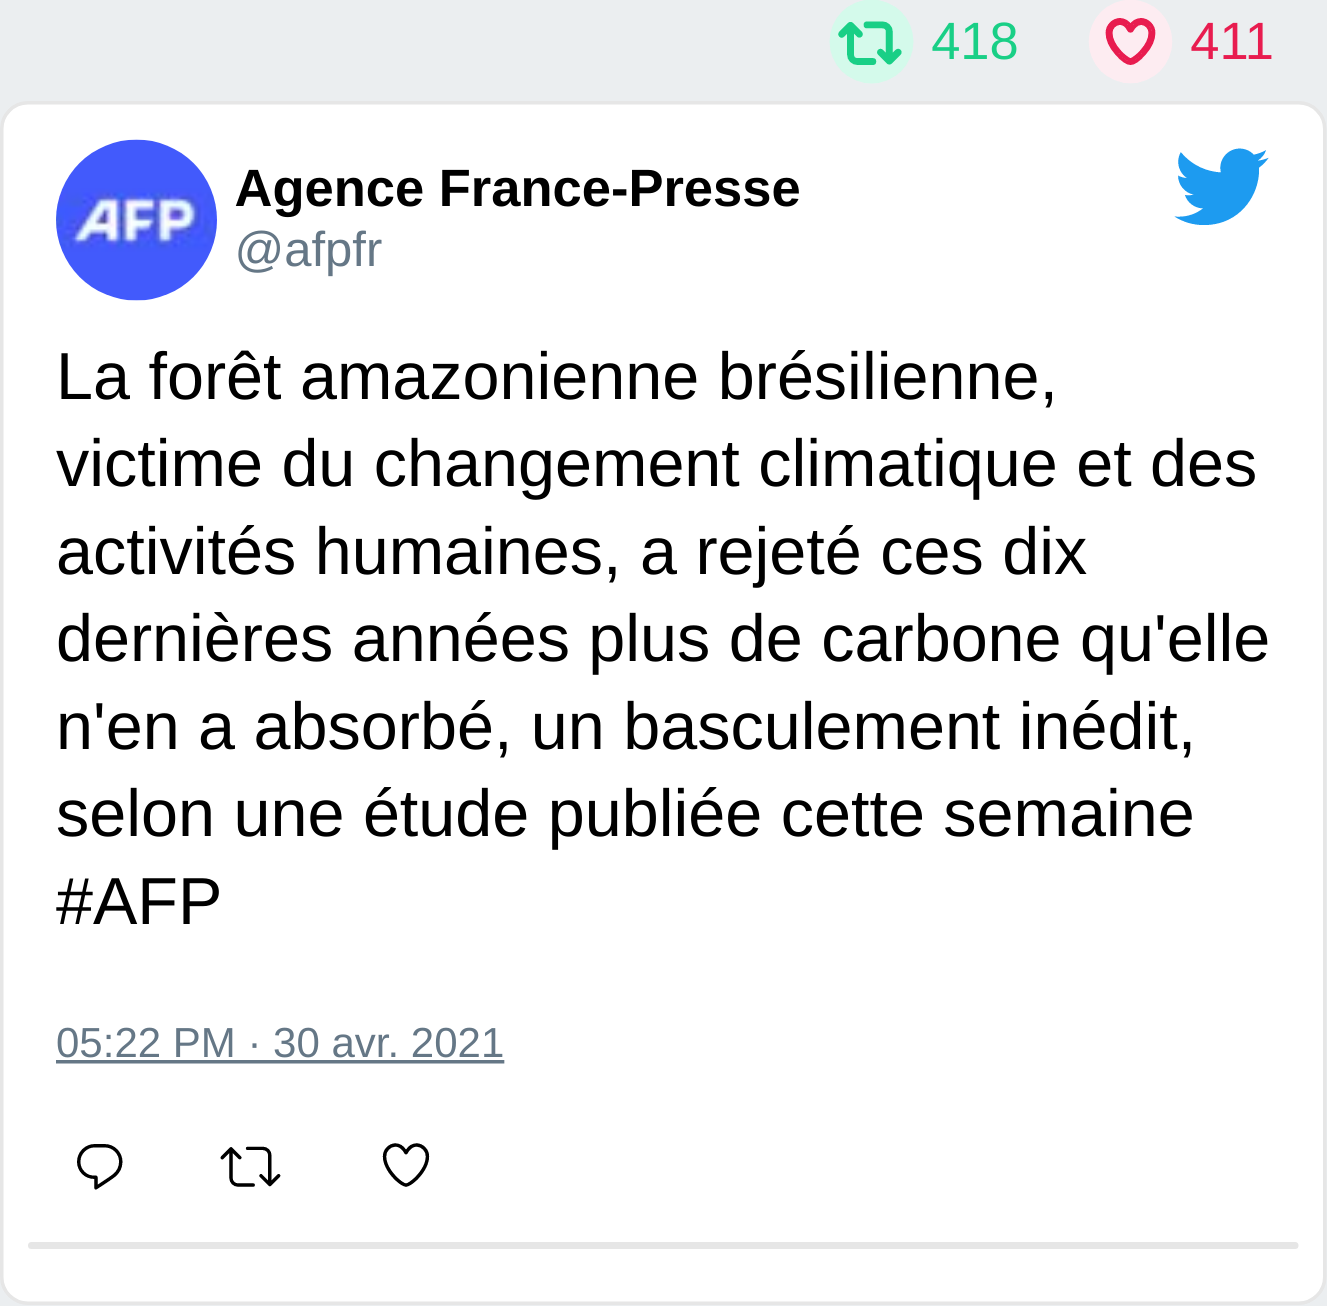 418 411
AFP
Agence France-Presse
@afpfr
La forêt amazonienne brésilienne,
victime du changement climatique et des
activités humaines, a rejeté ces dix
dernières années plus de carbone qu'elle
n'en a absorbé, un basculement inédit,
selon une étude publiée cette semaine
#AFP
05:22 PM · 30 avr. 2021